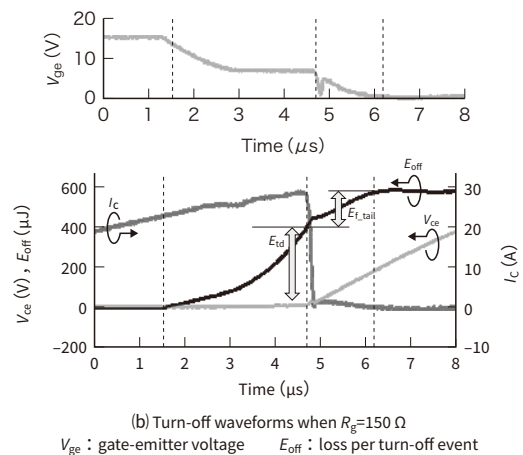 20
10
0
V_ge (V)
0 1 2 3 4 5 6 7 8
Time (μs)
600
400
200
0
−200
V_ce (V) , E_off (μJ)
I_C
E_td
E_f_tail
E_off
V_ce
30
20
10
0
−10
I_C (A)
0 1 2 3 4 5 6 7 8
Time (μs)
(b) Turn-off waveforms when R_g=150 Ω
V_ge : gate-emitter voltage E_off : loss per turn-off event